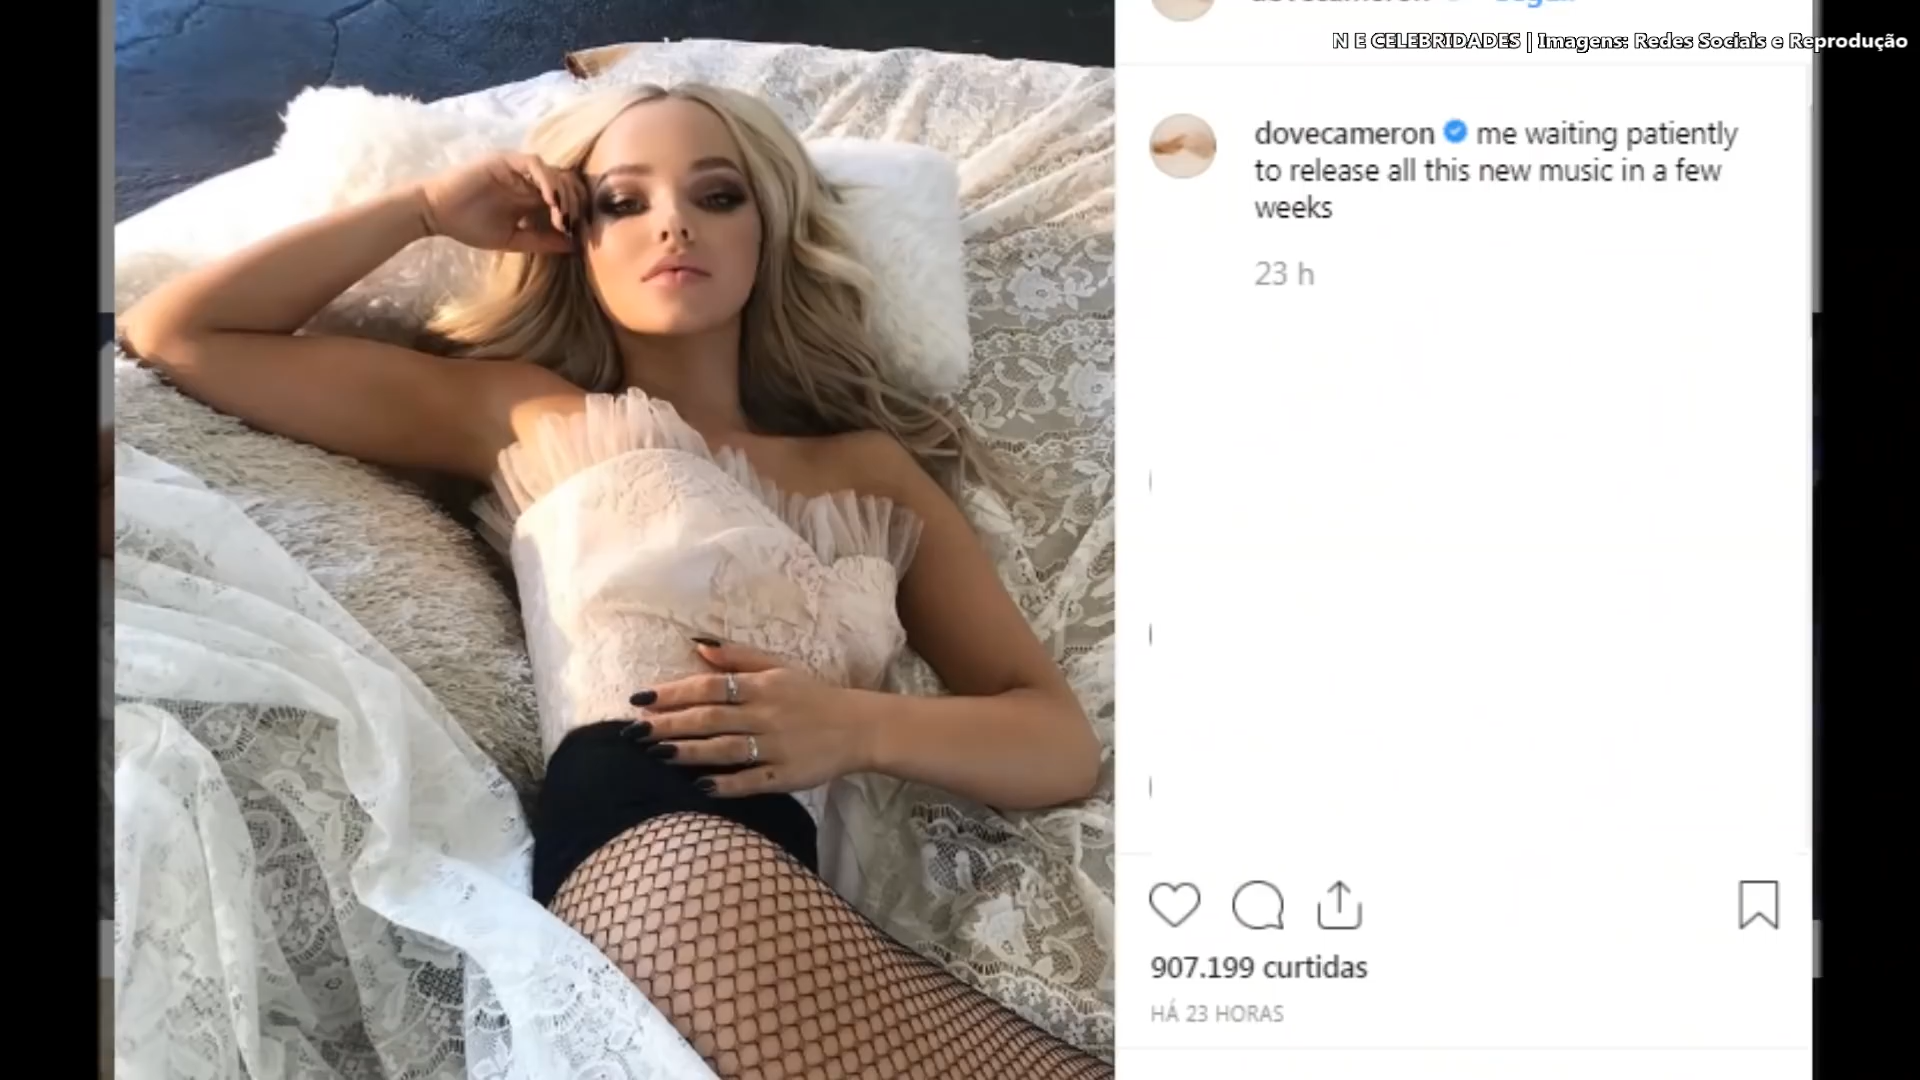 N E CELEBRIDADES | Imagens: Redes Sociais e Reprodução
dovecameron me waiting patiently
to release all this new music in a few
weeks
23 h
907.199 curtidas
HÁ 23 HORAS